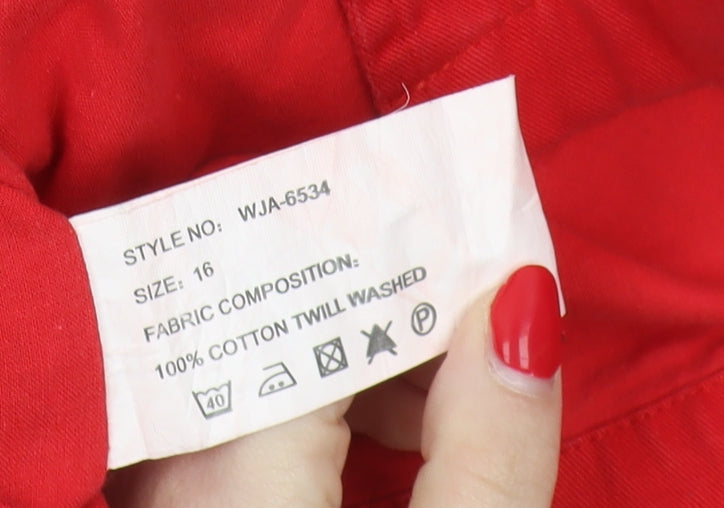 STYLE NO: WJA-6534
SIZE: 16
FABRIC COMPOSITION:
100% COTTON TWILL WASHED
40 P